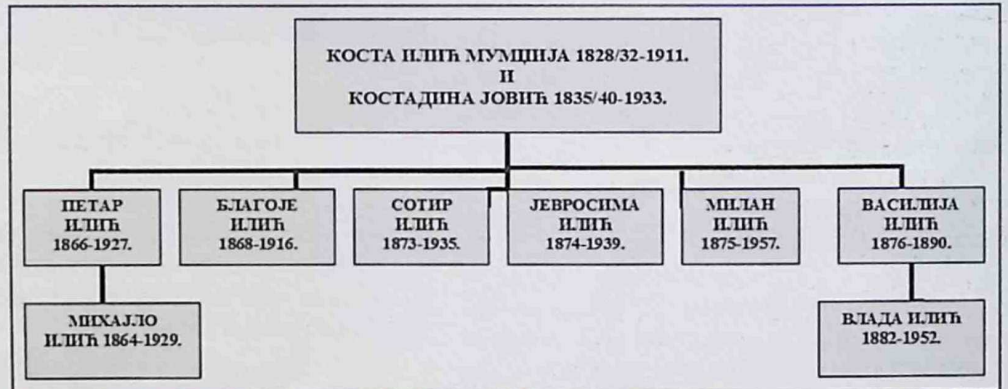 КОСТА ИЛИЋ МУМЏИЈА 1828/32-1911.
И
КОСТАДИНА ЈОВИЋ 1835/40-1933.
ПЕТАР
ИЛИЋ
1866-1927.
БЛАГОЈЕ
ИЛИЋ
1868-1916.
СОТИР
ИЛИЋ
1873-1935.
ЈЕВРОСИМА
ИЛИЋ
1874-1939.
МИЛАН
ИЛИЋ
1875-1957.
ВАСИЛИЈА
ИЛИЋ
1876-1890.
МИХАЈЛО
ИЛИЋ 1864-1929.
ВЛАДА ИЛИЋ
1882-1952.